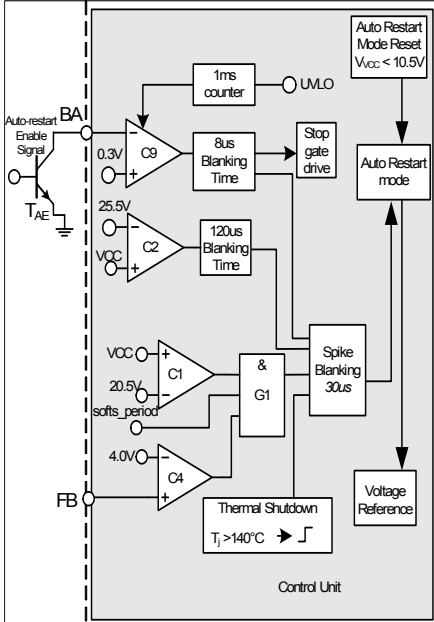 Auto Restart
Mode Reset
VVCC < 10.5V
1ms
counter
UVLO
BA
Auto-restart
Enable
Signal
TAE
0.3V
C9
8us
Blanking
Time
Stop
gate
drive
Auto Restart
mode
25.5V
C2
VCC
120us
Blanking
Time
VCC
C1
20.5V
softs_period
&
G1
Spike
Blanking
30us
4.0V
C4
FB
Thermal Shutdown
Tj >140°C
Voltage
Reference
Control Unit